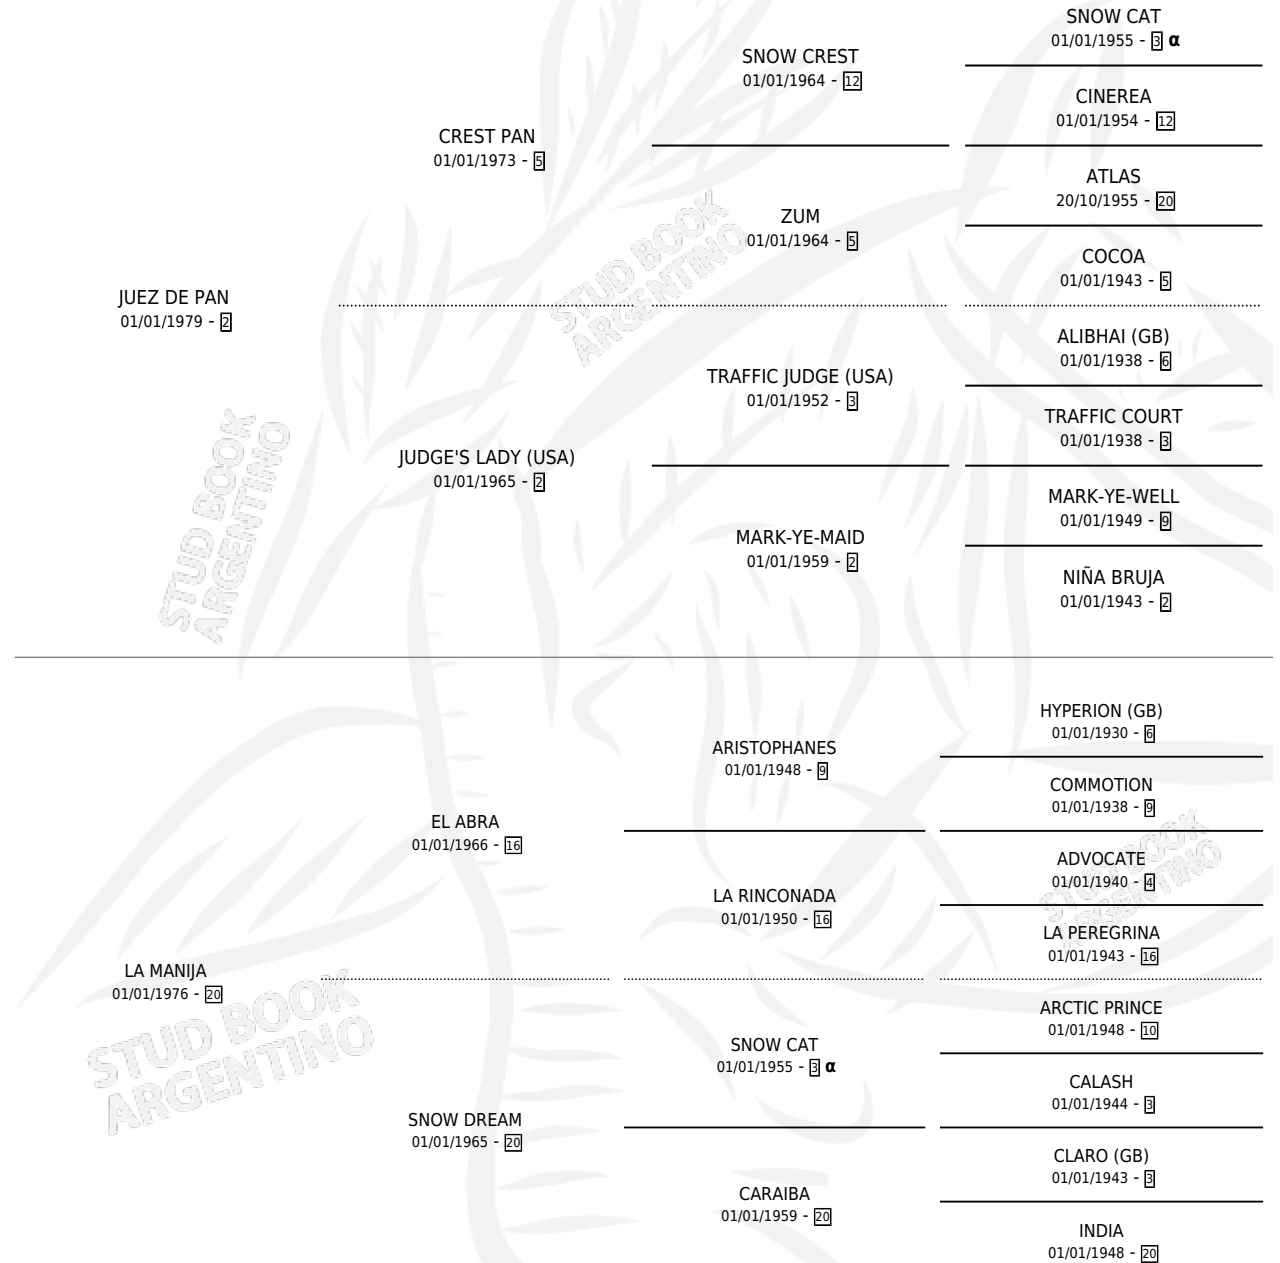 SNOW CAT
01/01/1955 - 3 α
SNOW CREST
01/01/1964 - 12
CINEREA
01/01/1954 - 12
CREST PAN
01/01/1973 - 5
ATLAS
20/10/1955 - 20
ZUM
01/01/1964 - 5
COCOA
01/01/1943 - 5
JUEZ DE PAN
01/01/1979 - 2
ALIBHAI (GB)
01/01/1938 - 6
TRAFFIC JUDGE (USA)
01/01/1952 - 3
TRAFFIC COURT
01/01/1938 - 3
JUDGE'S LADY (USA)
01/01/1965 - 2
MARK-YE-WELL
01/01/1949 - 9
MARK-YE-MAID
01/01/1959 - 2
NIÑA BRUJA
01/01/1943 - 2
HYPERION (GB)
01/01/1930 - 6
ARISTOPHANES
01/01/1948 - 9
COMMOTION
01/01/1938 - 9
EL ABRA
01/01/1966 - 16
ADVOCATE
01/01/1940 - 4
LA RINCONADA
01/01/1950 - 16
LA PEREGRINA
01/01/1943 - 16
LA MANIJA
01/01/1976 - 20
ARCTIC PRINCE
01/01/1948 - 10
SNOW CAT
01/01/1955 - 3 α
CALASH
01/01/1944 - 3
SNOW DREAM
01/01/1965 - 20
CLARO (GB)
01/01/1943 - 3
CARAIBA
01/01/1959 - 20
INDIA
01/01/1948 - 20
STUD BOOK
ARGENTINO
STUD BOOK
ARGENTINO
STUD BOOK
ARGENTINO
STUD BOOK
ARGENTINO